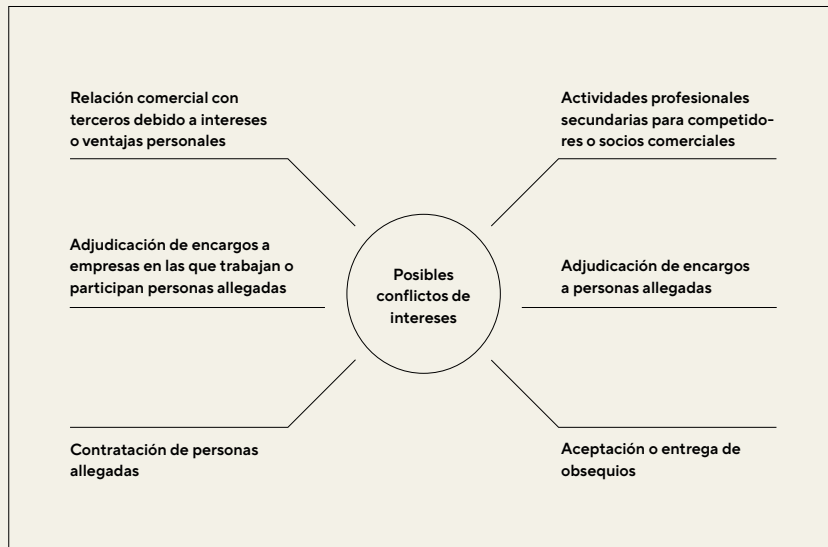 Relación comercial con
terceros debido a intereses
o ventajas personales
Actividades profesionales
secundarias para competido-
res o socios comerciales
Adjudicación de encargos a
empresas en las que trabajan o
participan personas allegadas
Posibles
conflictos de
intereses
Adjudicación de encargos
a personas allegadas
Contratación de personas
allegadas
Aceptación o entrega de
obsequios